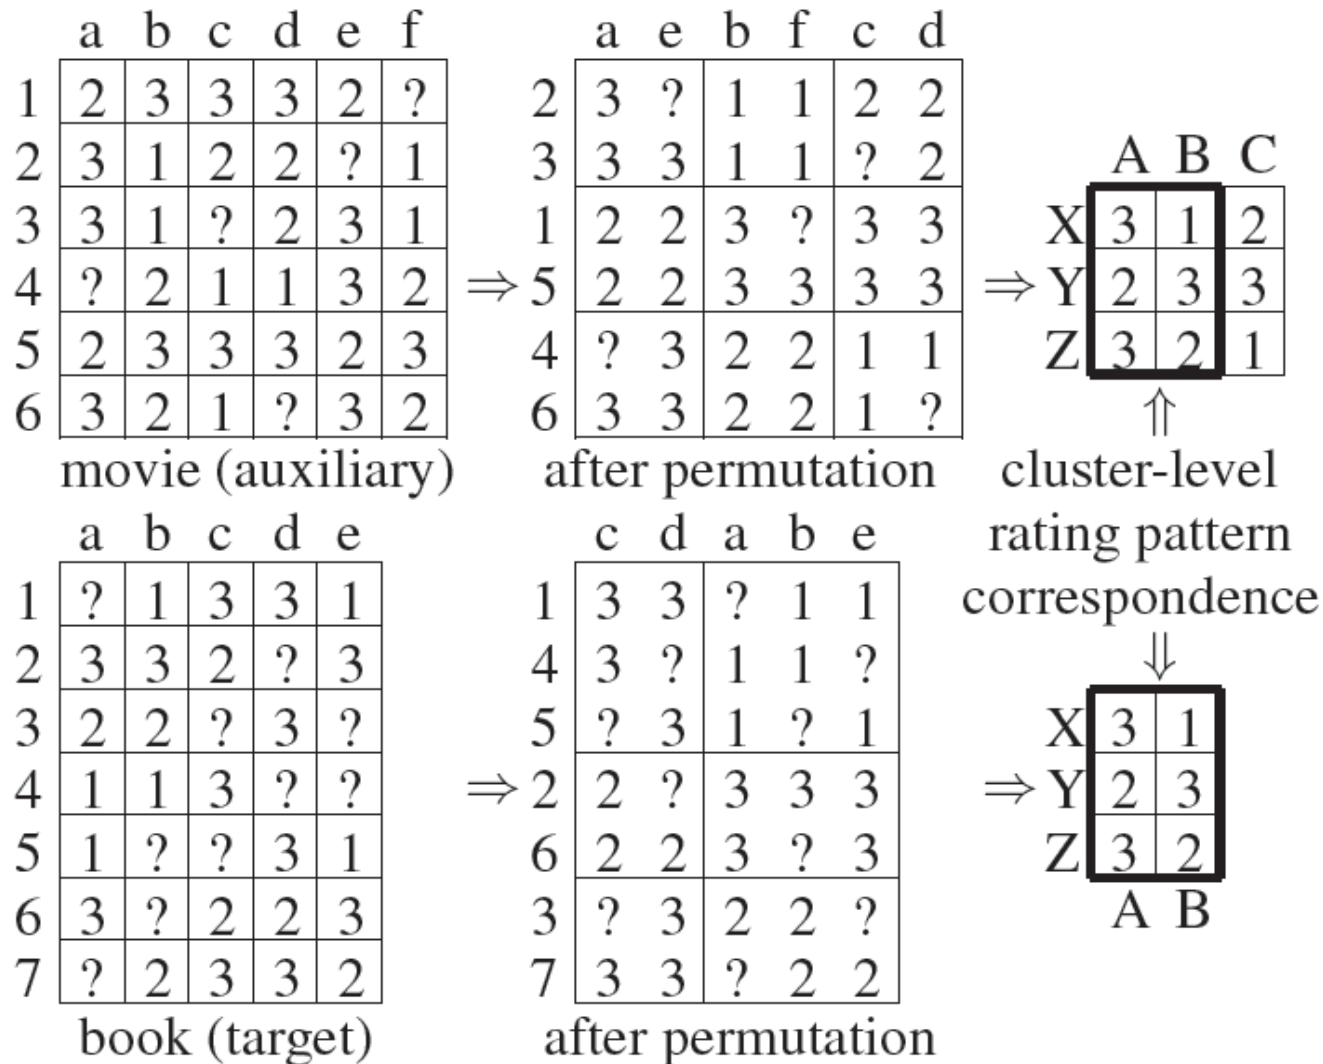 a b c d e f
1 2 3 3 3 2 ?
2 3 1 2 2 ? 1
3 3 1 ? 2 3 1
4 ? 2 1 1 3 2
5 2 3 3 3 2 3
6 3 2 1 ? 3 2
movie (auxiliary)
⇒
a e b f c d
2 3 ? 1 1 2 2
3 3 3 1 1 ? 2
1 2 2 3 ? 3 3
5 2 2 3 3 3 3
4 ? 3 2 2 1 1
6 3 3 2 2 1 ?
after permutation
⇒
A B C
X 3 1 2
Y 2 3 3
Z 3 2 1
⇑
cluster-level
rating pattern
correspondence
⇓
a b c d e
1 ? 1 3 3 1
2 3 3 2 ? 3
3 2 2 ? 3 ?
4 1 1 3 ? ?
5 1 ? ? 3 1
6 3 ? 2 2 3
7 ? 2 3 3 2
book (target)
⇒
c d a b e
1 3 3 ? 1 1
4 3 ? 1 1 ?
5 ? 3 1 ? 1
2 2 ? 3 3 3
6 2 2 3 ? 3
3 ? 3 2 2 ?
7 3 3 ? 2 2
after permutation
⇒
X 3 1
Y 2 3
Z 3 2
A B